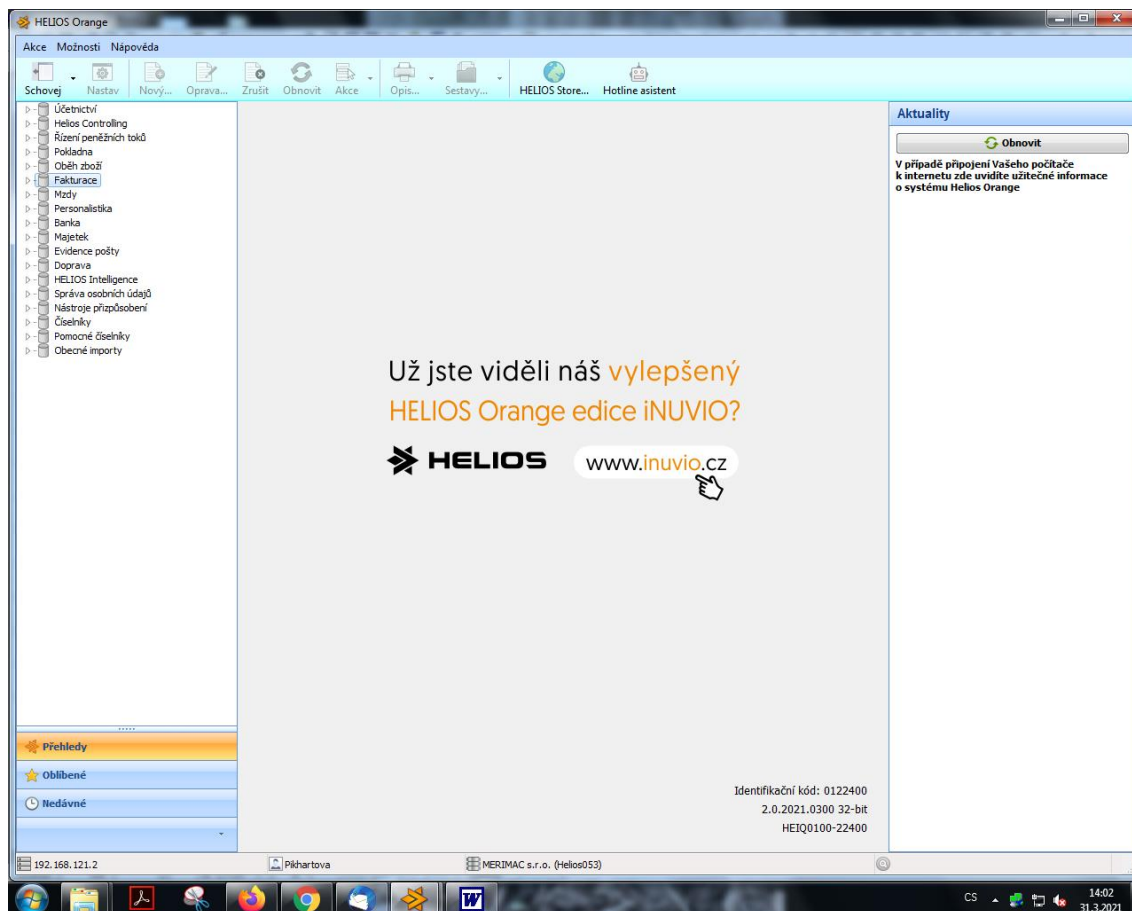 HELIOS Orange
Akce Možnosti Nápověda
Schovej Nastav Nový... Oprava... Zrušit Obnovit Akce Opis... Sestavy... HELIOS Store... Hotline asistent
Účetnictví
Helios Controlling
Řízení peněžních toků
Pokladna
Oběh zboží
Fakturace
Mzdy
Personalistika
Banka
Majetek
Evidence pošty
Doprava
HELIOS Intelligence
Správa osobních údajů
Nástroje přizpůsobení
Číselníky
Pomocné číselníky
Obecné importy
Přehledy
Oblíbené
Nedávné
Už jste viděli náš vylepšený
HELIOS Orange edice iNUVIO?
HELIOS www.inuvio.cz
Identifikační kód: 0122400
2.0.2021.0300 32-bit
HEIQ0100-22400
Aktuality
Obnovit
V případě připojení Vašeho počítače
k internetu zde uvidíte užitečné informace
o systému Helios Orange
192.168.121.2 Pikhartova MERIMAC s.r.o. (Helios053)
W CS 14:02
31.3.2021